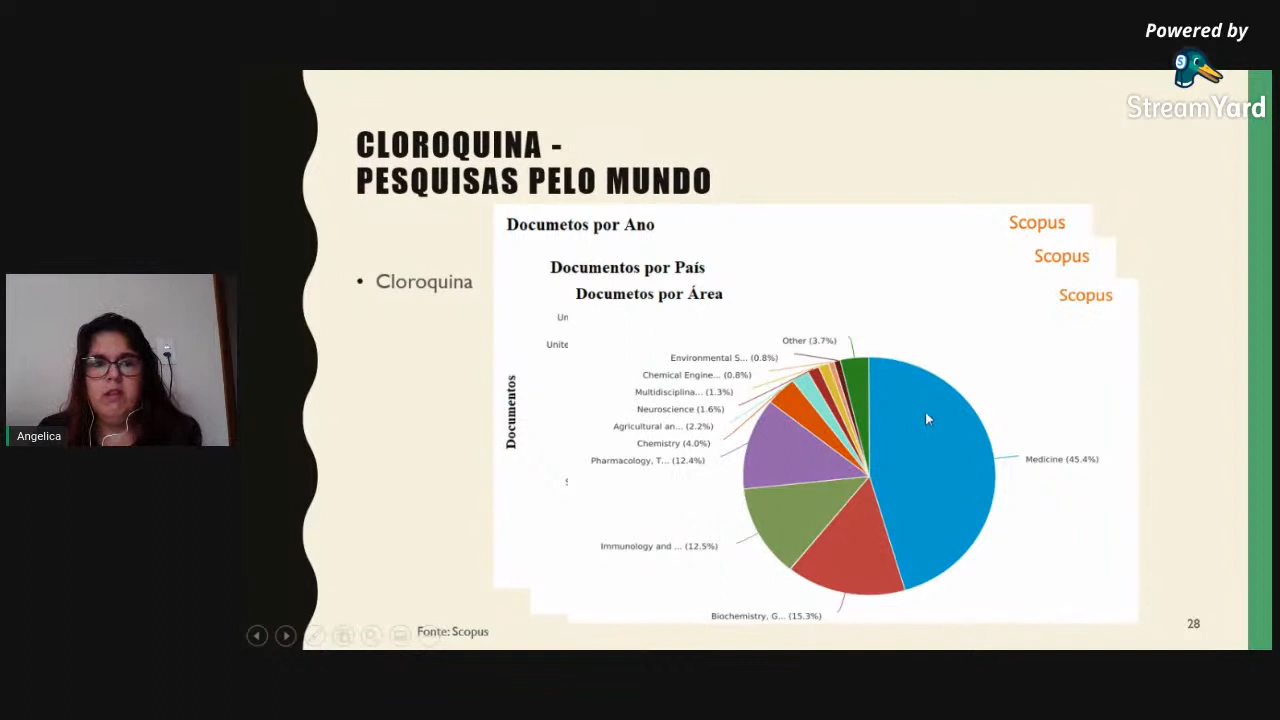 Powered by
StreamYard
CLOROQUINA -
PESQUISAS PELO MUNDO
• Cloroquina
Documetos por Ano
Scopus
Documentos por País
Scopus
Documetos por Área
Scopus
Un
Unite
S
Documentos
Other (3.7%)
Environmental S... (0.8%)
Chemical Engine... (0.8%)
Multidisciplina... (1.3%)
Neuroscience (1.6%)
Agricultural an... (2.2%)
Chemistry (4.0%)
Pharmacology, T... (12.4%)
Medicine (45.4%)
Immunology and ... (12.5%)
Biochemistry, G... (15.3%)
Angelica
Fonte: Scopus
28